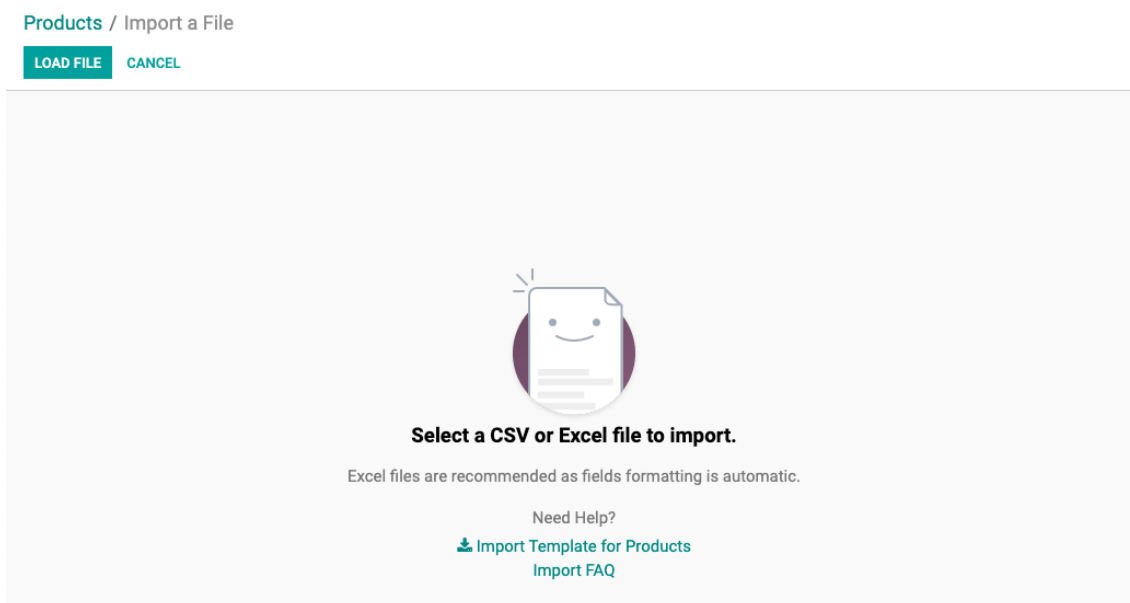 Products / Import a File
LOAD FILE CANCEL
Select a CSV or Excel file to import.
Excel files are recommended as fields formatting is automatic.
Need Help?
Import Template for Products
Import FAQ